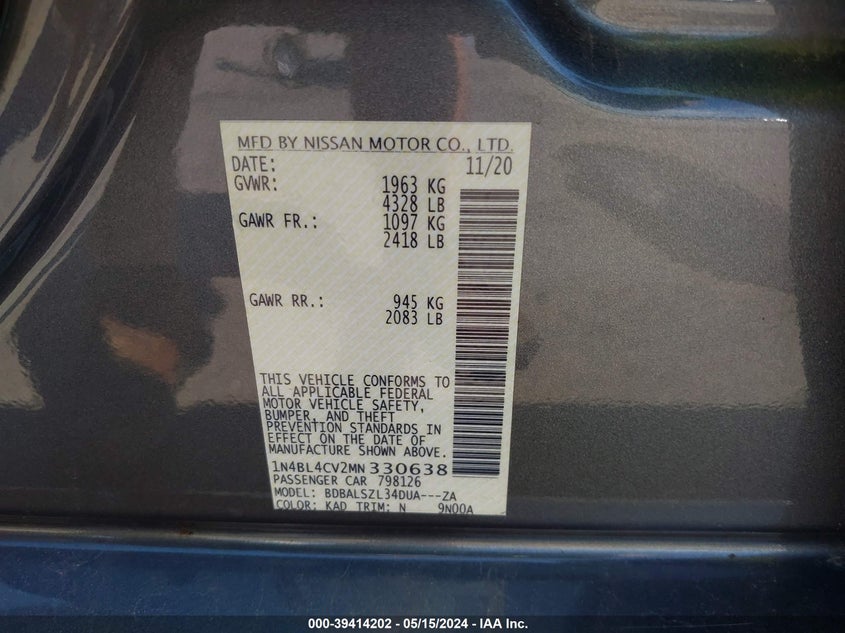 MFD BY NISSAN MOTOR CO., LTD.
DATE: 11/20
GVWR: 1963 KG
4328 LB
GAWR FR.: 1097 KG
2418 LB
GAWR RR.: 945 KG
2083 LB
THIS VEHICLE CONFORMS TO
ALL APPLICABLE FEDERAL
MOTOR VEHICLE SAFETY,
BUMPER, AND THEFT
PREVENTION STANDARDS IN
EFFECT ON THE DATE OF
MANUFACTURE SHOWN ABOVE.
1N4BL4CV2MN330638
PASSENGER CAR 798126
MODEL: BDBALSZL34DUA---ZA
COLOR: KAD TRIM: N 9N00A
000-39414202 - 05/15/2024 - IAA Inc.